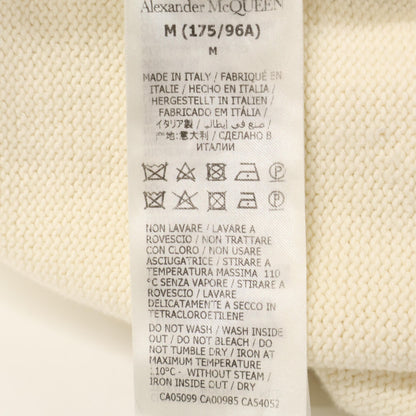 Alexander McQUEEN
M (175/96A)
M
MADE IN ITALY / FABRIQUÉ EN
ITALIE / HECHO EN ITALIA /
HERGESTELLT IN ITALIEN /
FABRICADO EM ITÁLIA /
イタリア製 / صنع في إيطاليا /
产地:意大利 / СДЕЛАНО В
ИТАЛИИ
P
P
NON LAVARE / LAVARE A
ROVESCIO / NON TRATTARE
CON CLORO / NON USARE
ASCIUGATRICE / STIRARE A
TEMPERATURA MASSIMA 110
°C SENZA VAPORE / STIRARE A
ROVESCIO / LAVARE
DELICATAMENTE A SECCO IN
TETRACLOROETILENE
DO NOT WASH / WASH INSIDE
OUT / DO NOT BLEACH / DO
NOT TUMBLE DRY / IRON AT
MAXIMUM TEMPERATURE
110°C - WITHOUT STEAM /
IRON INSIDE OUT / DRY
CA05099 CA00985 CA54052